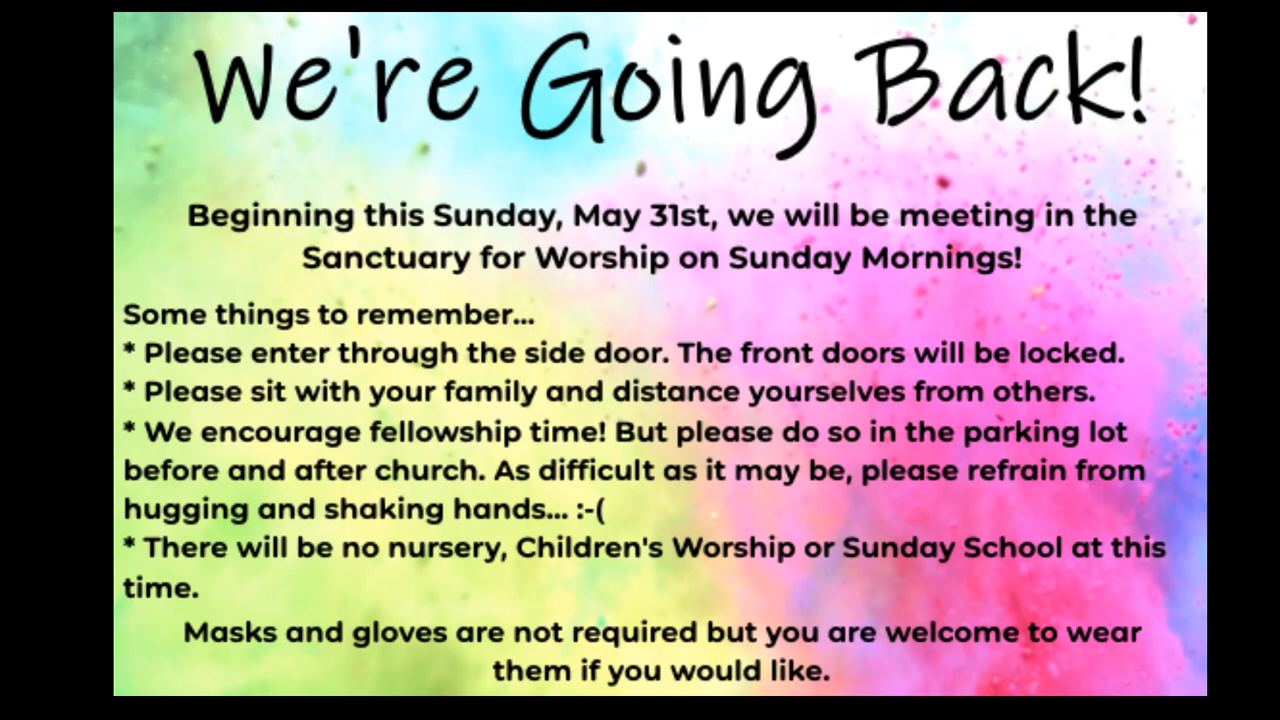 We're Going Back!
Beginning this Sunday, May 31st, we will be meeting in the
Sanctuary for Worship on Sunday Mornings!
Some things to remember...
* Please enter through the side door. The front doors will be locked.
* Please sit with your family and distance yourselves from others.
* We encourage fellowship time! But please do so in the parking lot
before and after church. As difficult as it may be, please refrain from
hugging and shaking hands... :-(
* There will be no nursery, Children's Worship or Sunday School at this
time.
Masks and gloves are not required but you are welcome to wear
them if you would like.